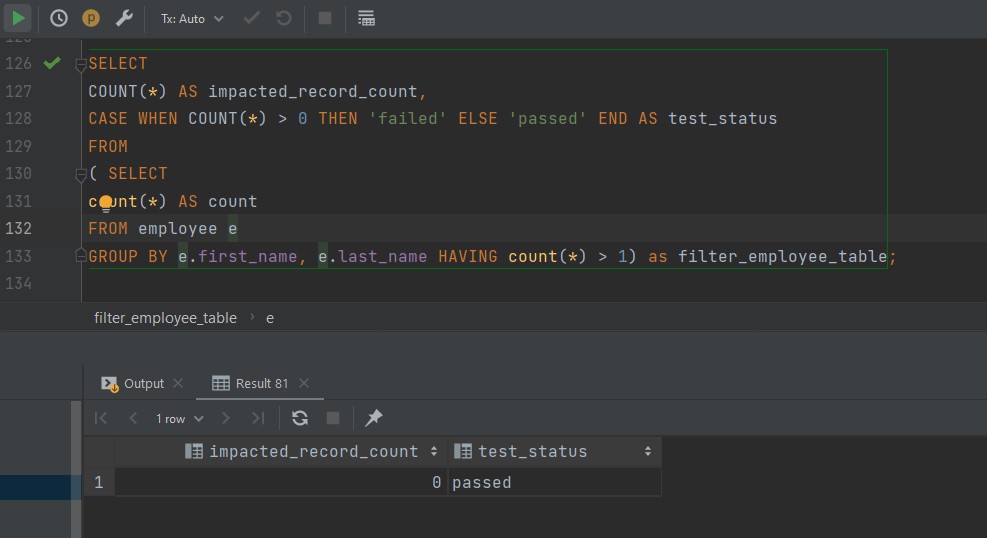 Tx: Auto
126 SELECT
127 COUNT(*) AS impacted_record_count,
128 CASE WHEN COUNT(*) > 0 THEN 'failed' ELSE 'passed' END AS test_status
129 FROM
130 ( SELECT
131 count(*) AS count
132 FROM employee e
133 GROUP BY e.first_name, e.last_name HAVING count(*) > 1) as filter_employee_table;
134
filter_employee_table › e
Output Result 81
1 row
impacted_record_count test_status
1 0 passed